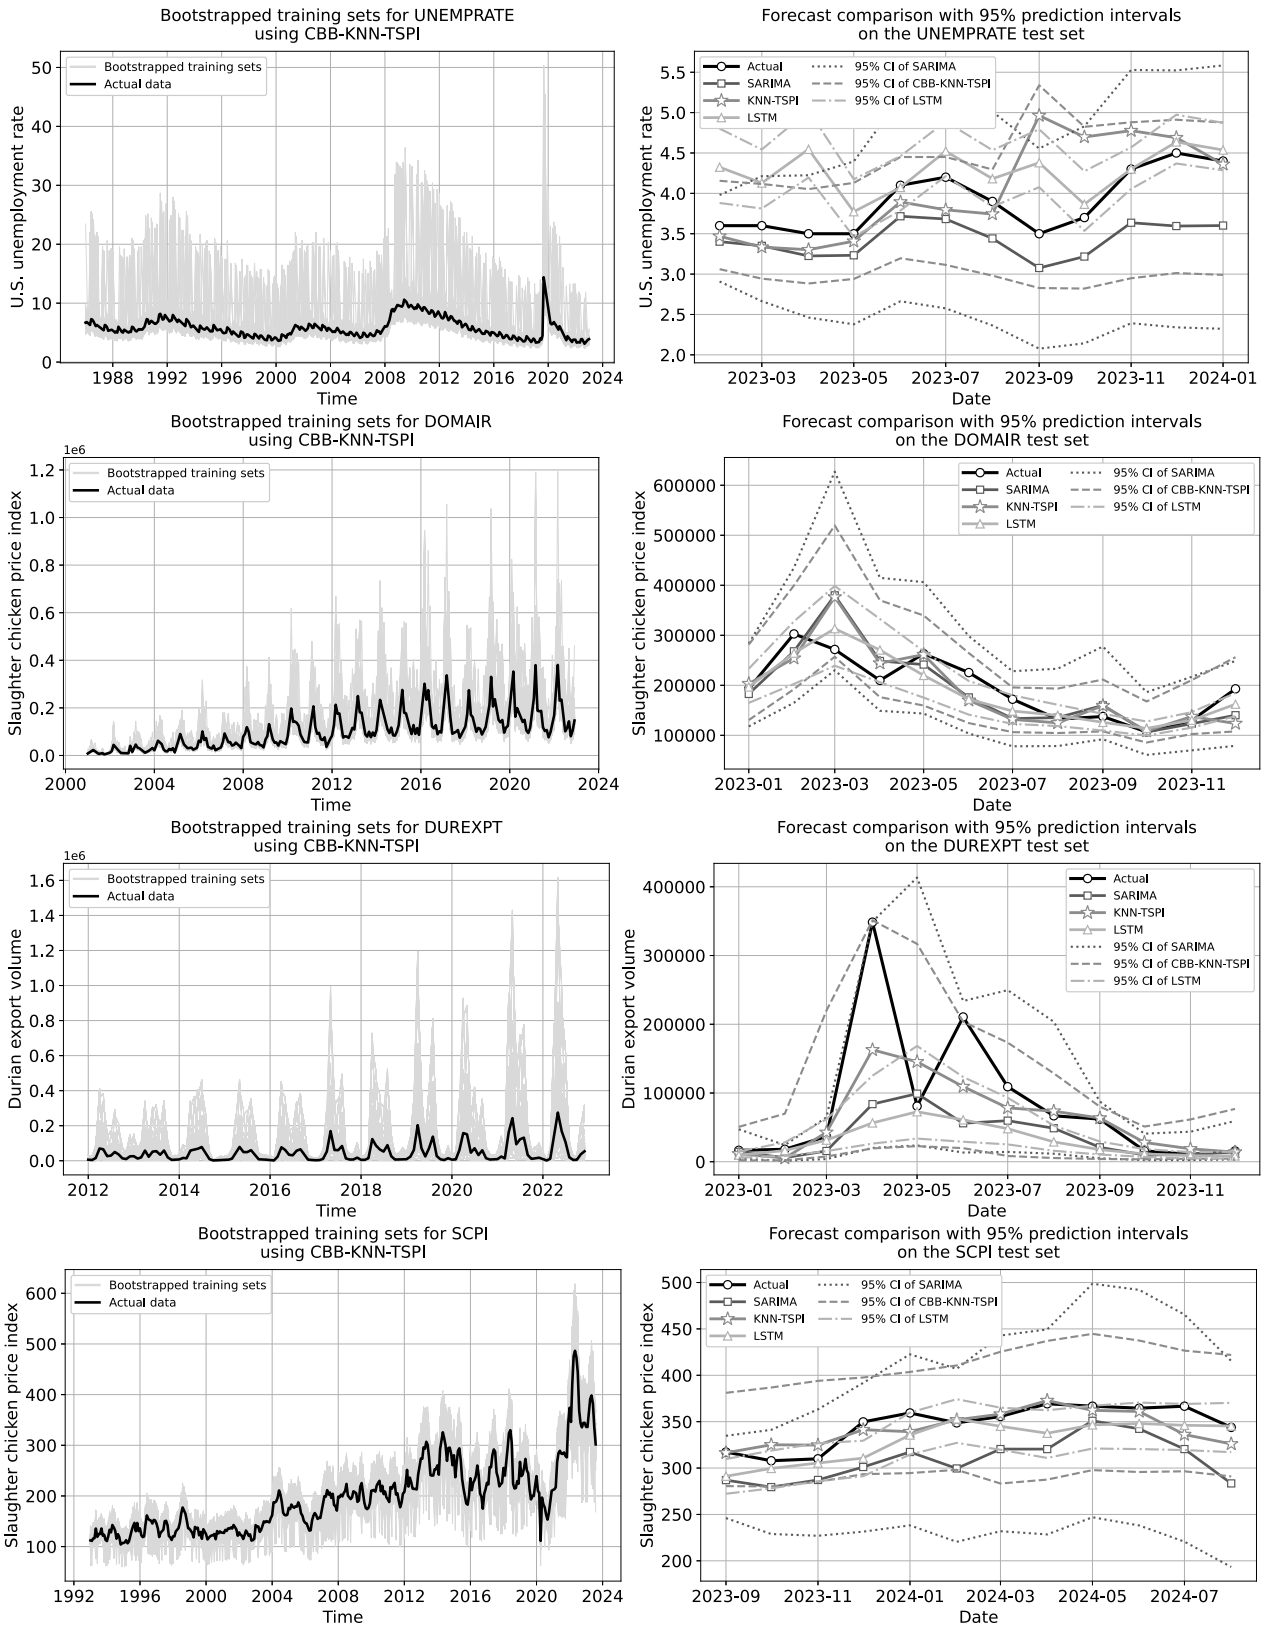 Bootstrapped training sets for UNEMPRATE
using CBB-KNN-TSPI
U.S. unemployment rate
50
40
30
20
10
0
Bootstrapped training sets
Actual data
1988 1992 1996 2000 2004 2008 2012 2016 2020 2024
Time
Forecast comparison with 95% prediction intervals
on the UNEMPRATE test set
U.S. unemployment rate
5.5
5.0
4.5
4.0
3.5
3.0
2.5
2.0
Actual
SARIMA
KNN-TSPI
LSTM
95% CI of SARIMA
95% CI of CBB-KNN-TSPI
95% CI of LSTM
2023-03 2023-05 2023-07 2023-09 2023-11 2024-01
Date
Bootstrapped training sets for DOMAIR
using CBB-KNN-TSPI
1e6
Slaughter chicken price index
1.2
1.0
0.8
0.6
0.4
0.2
0.0
Bootstrapped training sets
Actual data
2000 2004 2008 2012 2016 2020 2024
Time
Forecast comparison with 95% prediction intervals
on the DOMAIR test set
Slaughter chicken price index
600000
500000
400000
300000
200000
100000
Actual
SARIMA
KNN-TSPI
LSTM
95% CI of SARIMA
95% CI of CBB-KNN-TSPI
95% CI of LSTM
2023-01 2023-03 2023-05 2023-07 2023-09 2023-11
Date
Bootstrapped training sets for DUREXPT
using CBB-KNN-TSPI
1e6
Durian export volume
1.6
1.4
1.2
1.0
0.8
0.6
0.4
0.2
0.0
Bootstrapped training sets
Actual data
2012 2014 2016 2018 2020 2022
Time
Forecast comparison with 95% prediction intervals
on the DUREXPT test set
Durian export volume
400000
300000
200000
100000
0
Actual
SARIMA
KNN-TSPI
LSTM
95% CI of SARIMA
95% CI of CBB-KNN-TSPI
95% CI of LSTM
2023-01 2023-03 2023-05 2023-07 2023-09 2023-11
Date
Bootstrapped training sets for SCPI
using CBB-KNN-TSPI
Slaughter chicken price index
600
500
400
300
200
100
Bootstrapped training sets
Actual data
1992 1996 2000 2004 2008 2012 2016 2020 2024
Time
Forecast comparison with 95% prediction intervals
on the SCPI test set
Slaughter chicken price index
500
450
400
350
300
250
200
Actual
SARIMA
KNN-TSPI
LSTM
95% CI of SARIMA
95% CI of CBB-KNN-TSPI
95% CI of LSTM
2023-09 2023-11 2024-01 2024-03 2024-05 2024-07
Date